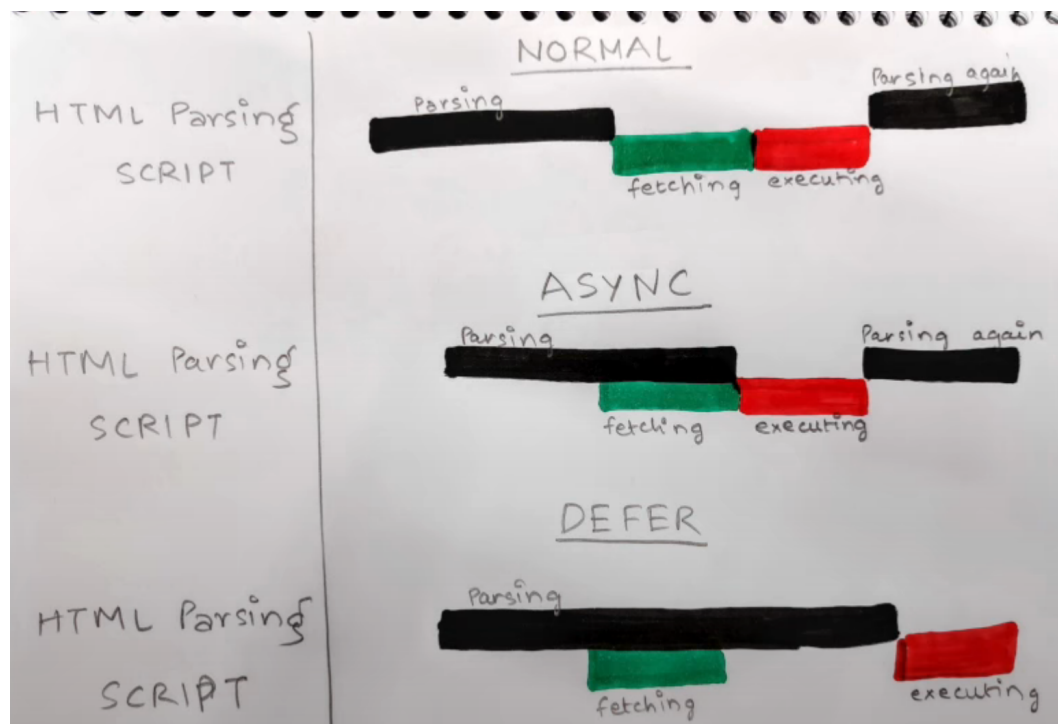 NORMAL
HTML Parsing
SCRIPT
Parsing
Parsing again
fetching
executing
ASYNC
HTML Parsing
SCRIPT
Parsing
Parsing again
fetching
executing
DEFER
HTML Parsing
SCRIPT
Parsing
fetching
executing